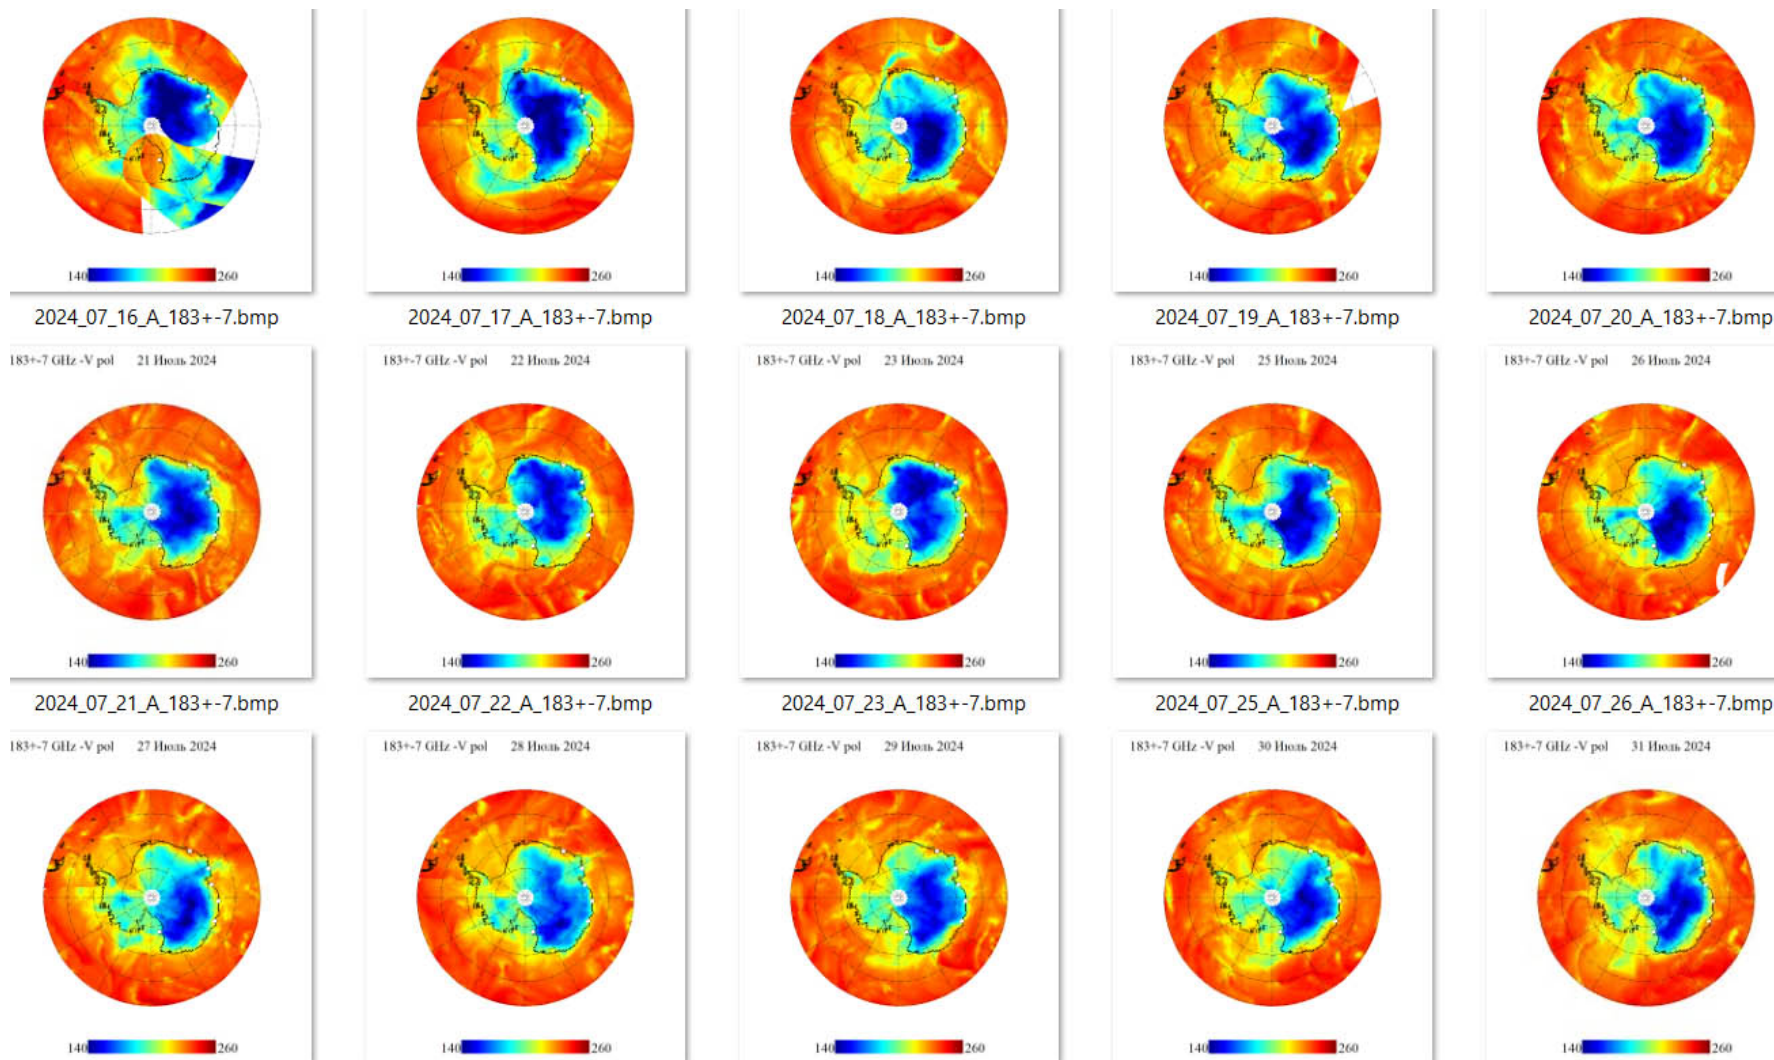 140 260
140 260
140 260
140 260
140 260
2024_07_16_A_183+-7.bmp
2024_07_17_A_183+-7.bmp
2024_07_18_A_183+-7.bmp
2024_07_19_A_183+-7.bmp
2024_07_20_A_183+-7.bmp
183+-7 GHz -V pol 21 Июль 2024
183+-7 GHz -V pol 22 Июль 2024
183+-7 GHz -V pol 23 Июль 2024
183+-7 GHz -V pol 25 Июль 2024
183+-7 GHz -V pol 26 Июль 2024
140 260
140 260
140 260
140 260
140 260
2024_07_21_A_183+-7.bmp
2024_07_22_A_183+-7.bmp
2024_07_23_A_183+-7.bmp
2024_07_25_A_183+-7.bmp
2024_07_26_A_183+-7.bmp
183+-7 GHz -V pol 27 Июль 2024
183+-7 GHz -V pol 28 Июль 2024
183+-7 GHz -V pol 29 Июль 2024
183+-7 GHz -V pol 30 Июль 2024
183+-7 GHz -V pol 31 Июль 2024
140 260
140 260
140 260
140 260
140 260